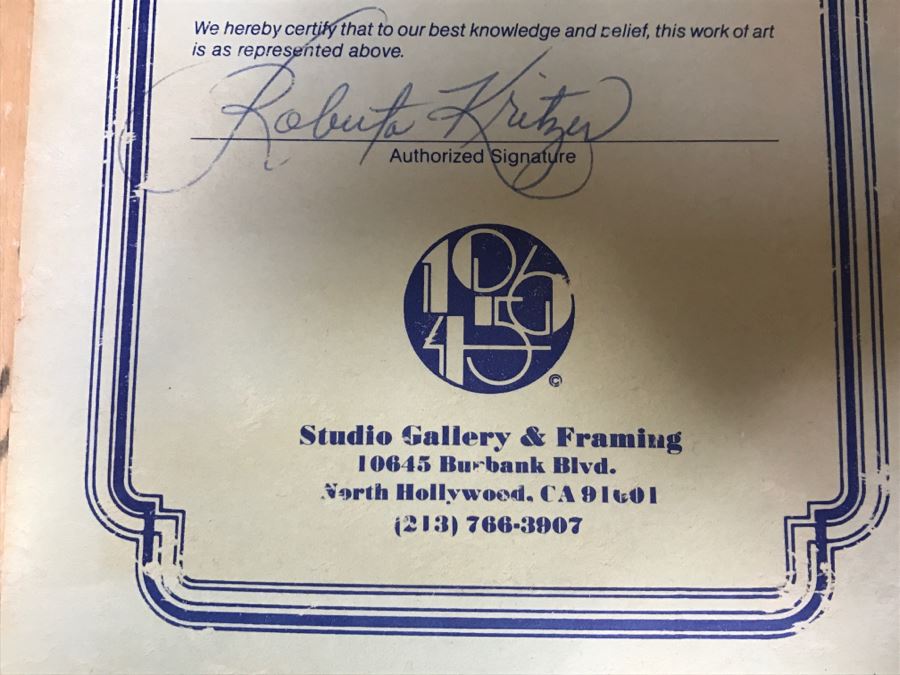 We hereby certify that to our best knowledge and belief, this work of art
is as represented above.
Roberta Kritzer
Authorized Signature
10645
©
Studio Gallery & Framing
10645 Burbank Blvd.
North Hollywood, CA 91601
(213) 766-3907